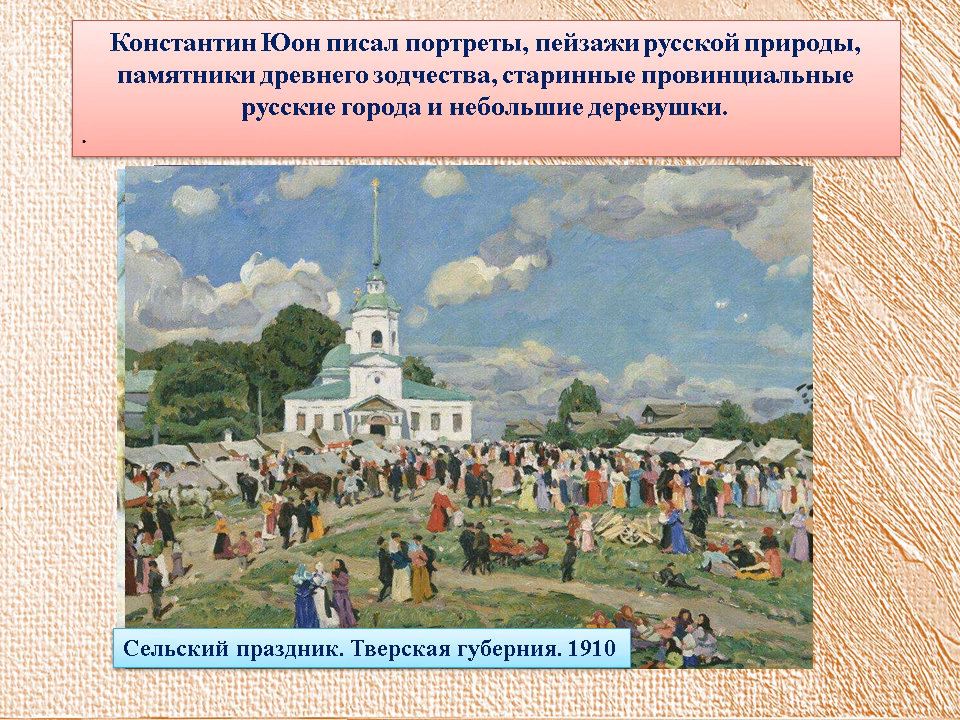 Константин Юон писал портреты, пейзажи русской природы,
памятники древнего зодчества, старинные провинциальные
русские города и небольшие деревушки.
.
Сельский праздник. Тверская губерния. 1910